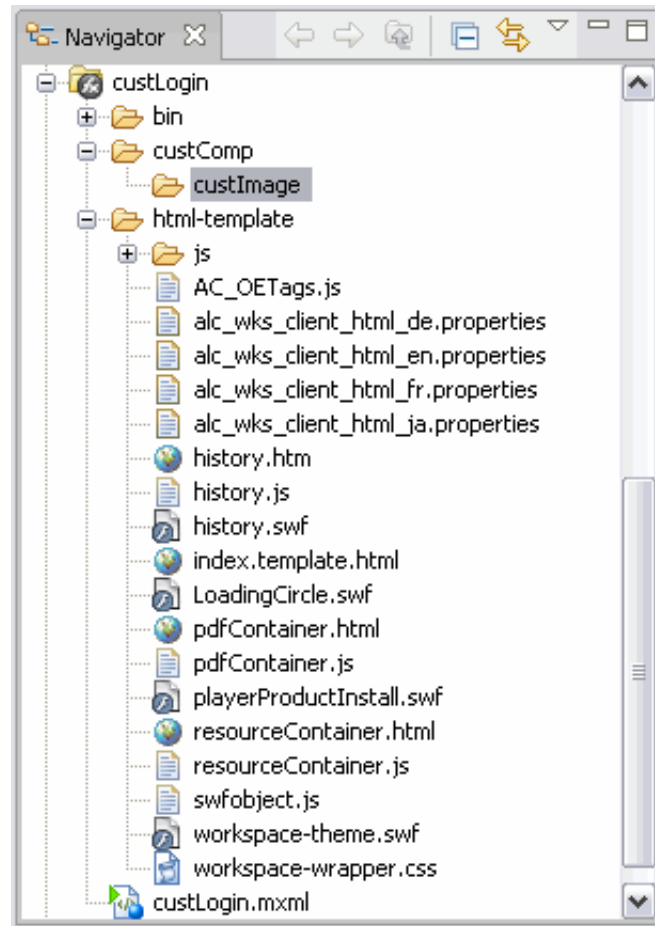 Navigator
custLogin
bin
custComp
custImage
html-template
js
AC_OETags.js
alc_wks_client_html_de.properties
alc_wks_client_html_en.properties
alc_wks_client_html_fr.properties
alc_wks_client_html_ja.properties
history.htm
history.js
history.swf
index.template.html
LoadingCircle.swf
pdfContainer.html
pdfContainer.js
playerProductInstall.swf
resourceContainer.html
resourceContainer.js
swfobject.js
workspace-theme.swf
workspace-wrapper.css
custLogin.mxml